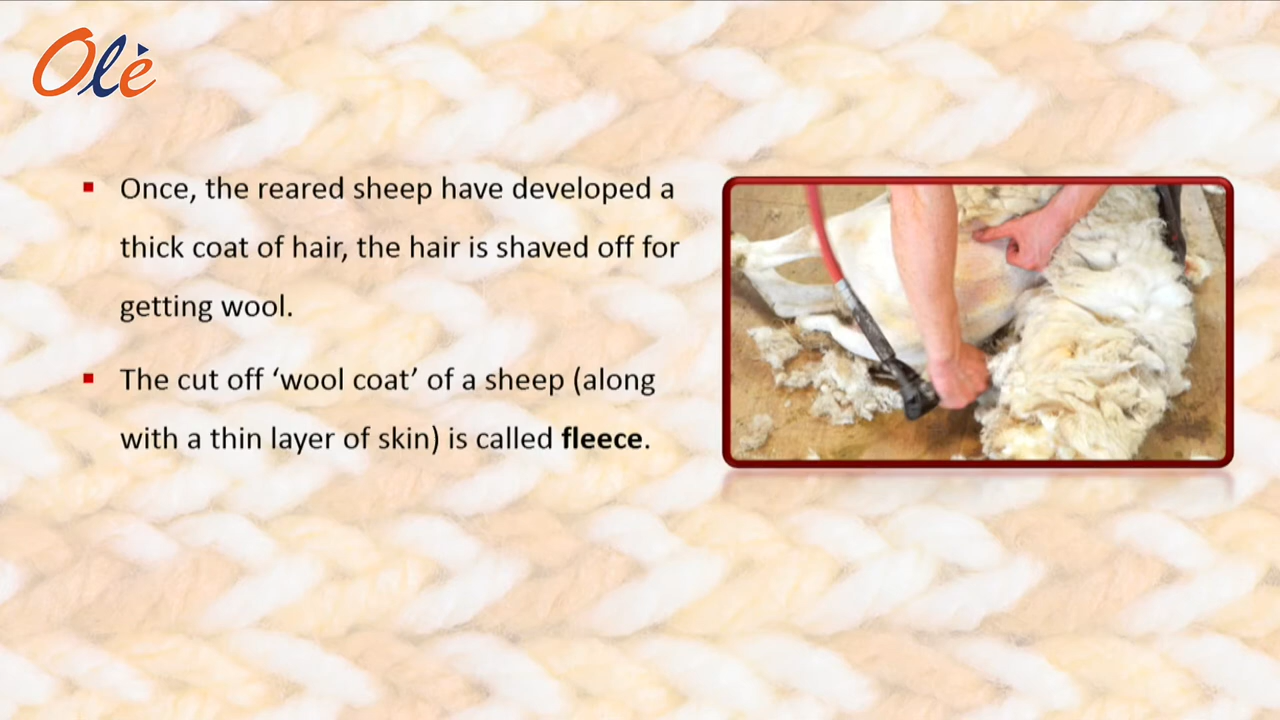 Olè
Once, the reared sheep have developed a
thick coat of hair, the hair is shaved off for
getting wool.
The cut off ‘wool coat’ of a sheep (along
with a thin layer of skin) is called fleece.